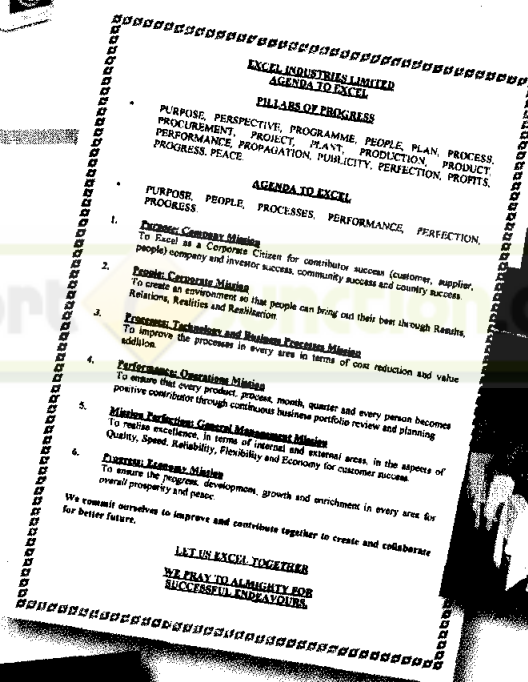 EXCEL INDUSTRIES LIMITED
AGENDA TO EXCEL
PILLARS OF PROGRESS
• PURPOSE, PERSPECTIVE, PROGRAMME, PEOPLE, PLAN, PROCESS,
PROCUREMENT, PROJECT, PLANT, PRODUCTION, PRODUCT,
PERFORMANCE, PROPAGATION, PUBLICITY, PERFECTION, PROFITS,
PROGRESS, PEACE.
AGENDA TO EXCEL
• PURPOSE, PEOPLE, PROCESSES, PERFORMANCE, PERFECTION,
PROGRESS.
1. Purpose: Company Mission
To Excel as a Corporate Citizen for contributor success (customer, supplier,
people) company and investor success, community success and country success.
2. People: Corporate Mission
To create an environment so that people can bring out their best through Results,
Relations, Realities and Realisation.
3. Processes: Technology and Business Processes Mission
To improve the processes in every area in terms of cost reduction and value
addition.
4. Performance: Operations Mission
To ensure that every product, process, month, quarter and every person becomes
positive contributor through continuous business portfolio review and planning
5. Mission Perfection: General Management Mission
To realise excellence, in terms of internal and external areas, in the aspects of
Quality, Speed, Reliability, Flexibility and Economy for customer success.
6. Progress: Economy Mission
To ensure the progress, development, growth and enrichment in every area for
overall prosperity and peace.
We commit ourselves to improve and contribute together to create and collaborate
for better future.
LET US EXCEL TOGETHER
WE PRAY TO ALMIGHTY FOR
SUCCESSFUL ENDEAVOURS.